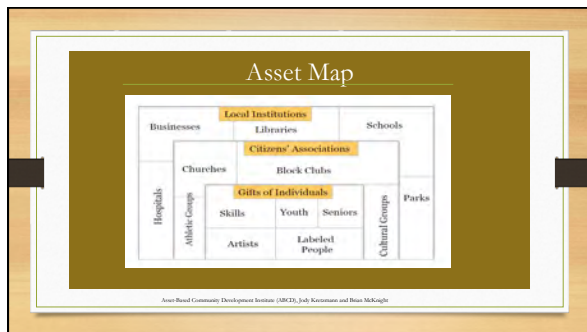 Asset Map
Local Institutions
Businesses
Libraries
Schools
Citizens' Associations
Churches
Block Clubs
Gifts of Individuals
Hospitals
Athletic Groups
Skills
Youth
Seniors
Cultural Groups
Parks
Artists
Labeled
People
Asset-Based Community Development Institute (ABCD), Jody Kretzmann and Brian McKnight